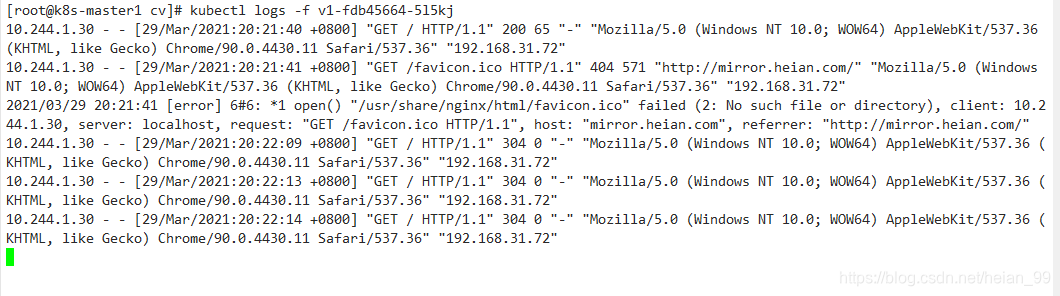 [root@k8s-master1 cv]# kubectl logs -f v1-fdb45664-5l5kj
10.244.1.30 - - [29/Mar/2021:20:21:40 +0800] "GET / HTTP/1.1" 200 65 "-" "Mozilla/5.0 (Windows NT 10.0; WOW64) AppleWebKit/537.36
(KHTML, like Gecko) Chrome/90.0.4430.11 Safari/537.36" "192.168.31.72"
10.244.1.30 - - [29/Mar/2021:20:21:41 +0800] "GET /favicon.ico HTTP/1.1" 404 571 "http://mirror.heian.com/" "Mozilla/5.0 (Windows
NT 10.0; WOW64) AppleWebKit/537.36 (KHTML, like Gecko) Chrome/90.0.4430.11 Safari/537.36" "192.168.31.72"
2021/03/29 20:21:41 [error] 6#6: *1 open() "/usr/share/nginx/html/favicon.ico" failed (2: No such file or directory), client: 10.2
44.1.30, server: localhost, request: "GET /favicon.ico HTTP/1.1", host: "mirror.heian.com", referrer: "http://mirror.heian.com/"
10.244.1.30 - - [29/Mar/2021:20:22:09 +0800] "GET / HTTP/1.1" 304 0 "-" "Mozilla/5.0 (Windows NT 10.0; WOW64) AppleWebKit/537.36 (
KHTML, like Gecko) Chrome/90.0.4430.11 Safari/537.36" "192.168.31.72"
10.244.1.30 - - [29/Mar/2021:20:22:13 +0800] "GET / HTTP/1.1" 304 0 "-" "Mozilla/5.0 (Windows NT 10.0; WOW64) AppleWebKit/537.36 (
KHTML, like Gecko) Chrome/90.0.4430.11 Safari/537.36" "192.168.31.72"
10.244.1.30 - - [29/Mar/2021:20:22:14 +0800] "GET / HTTP/1.1" 304 0 "-" "Mozilla/5.0 (Windows NT 10.0; WOW64) AppleWebKit/537.36 (
KHTML, like Gecko) Chrome/90.0.4430.11 Safari/537.36" "192.168.31.72"
https://blog.csdn.net/heian_99